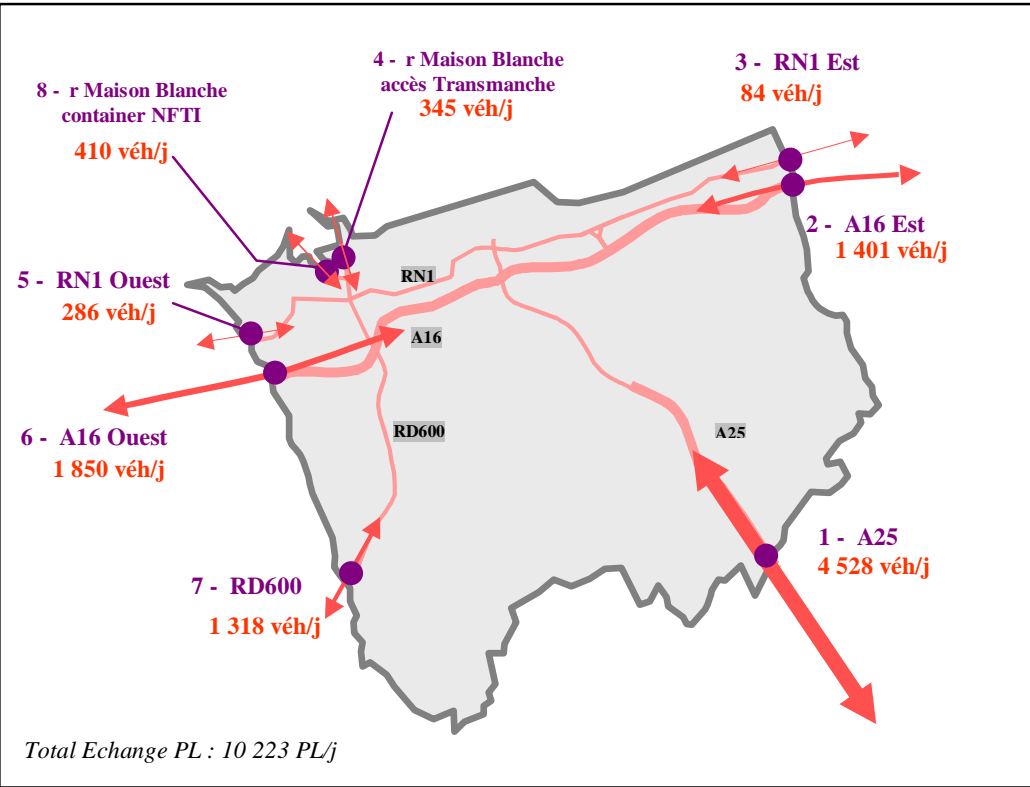 4 - r Maison Blanche
accès Transmanche
345 véh/j
3 - RN1 Est
84 véh/j
8 - r Maison Blanche
container NFTI
410 véh/j
2 - A16 Est
1 401 véh/j
5 - RN1 Ouest
286 véh/j
RN1
A16
6 - A16 Ouest
1 850 véh/j
RD600
A25
1 - A25
4 528 véh/j
7 - RD600
1 318 véh/j
Total Echange PL : 10 223 PL/j